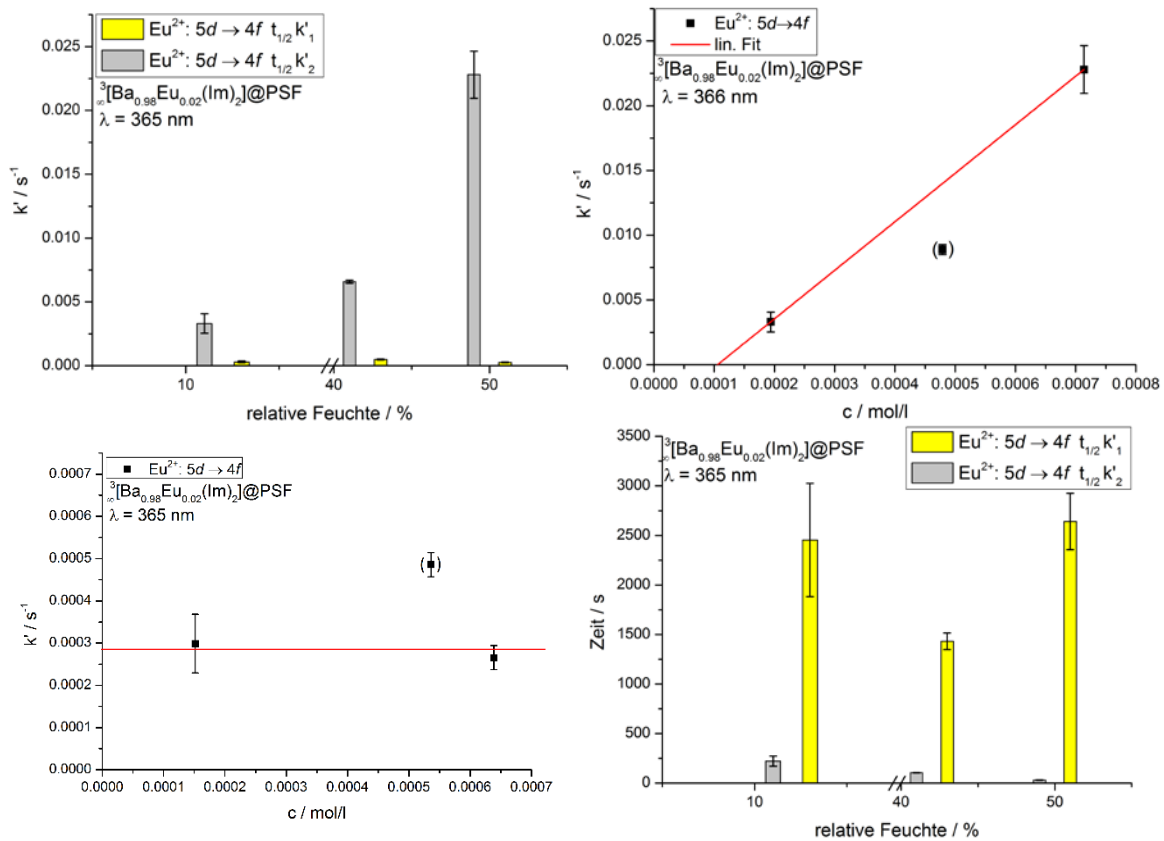 Eu²⁺: 5d → 4f t₁/₂ k'₁
Eu²⁺: 5d → 4f t₁/₂ k'₂
³∞[Ba₀.₉₈Eu₀.₀₂(Im)₂]@PSF
λ = 365 nm
k' / s⁻¹
0.025
0.020
0.015
0.010
0.005
0.000
10 40 50
relative Feuchte / %
Eu²⁺: 5d→4f
lin. Fit
³∞[Ba₀.₉₈Eu₀.₀₂(Im)₂]@PSF
λ = 366 nm
k' / s⁻¹
0.025
0.020
0.015
0.010
0.005
0.000
( )
0.0000 0.0001 0.0002 0.0003 0.0004 0.0005 0.0006 0.0007 0.0008
c / mol/l
Eu²⁺: 5d → 4f
³∞[Ba₀.₉₈Eu₀.₀₂(Im)₂]@PSF
λ = 365 nm
k' / s⁻¹
0.0007
0.0006
0.0005
0.0004
0.0003
0.0002
0.0001
0.0000
( )
0.0000 0.0001 0.0002 0.0003 0.0004 0.0005 0.0006 0.0007
c / mol/l
³∞[Ba₀.₉₈Eu₀.₀₂(Im)₂]@PSF
λ = 365 nm
Eu²⁺: 5d → 4f t₁/₂ k'₁
Eu²⁺: 5d → 4f t₁/₂ k'₂
Zeit / s
3500
3000
2500
2000
1500
1000
500
0
10 40 50
relative Feuchte / %